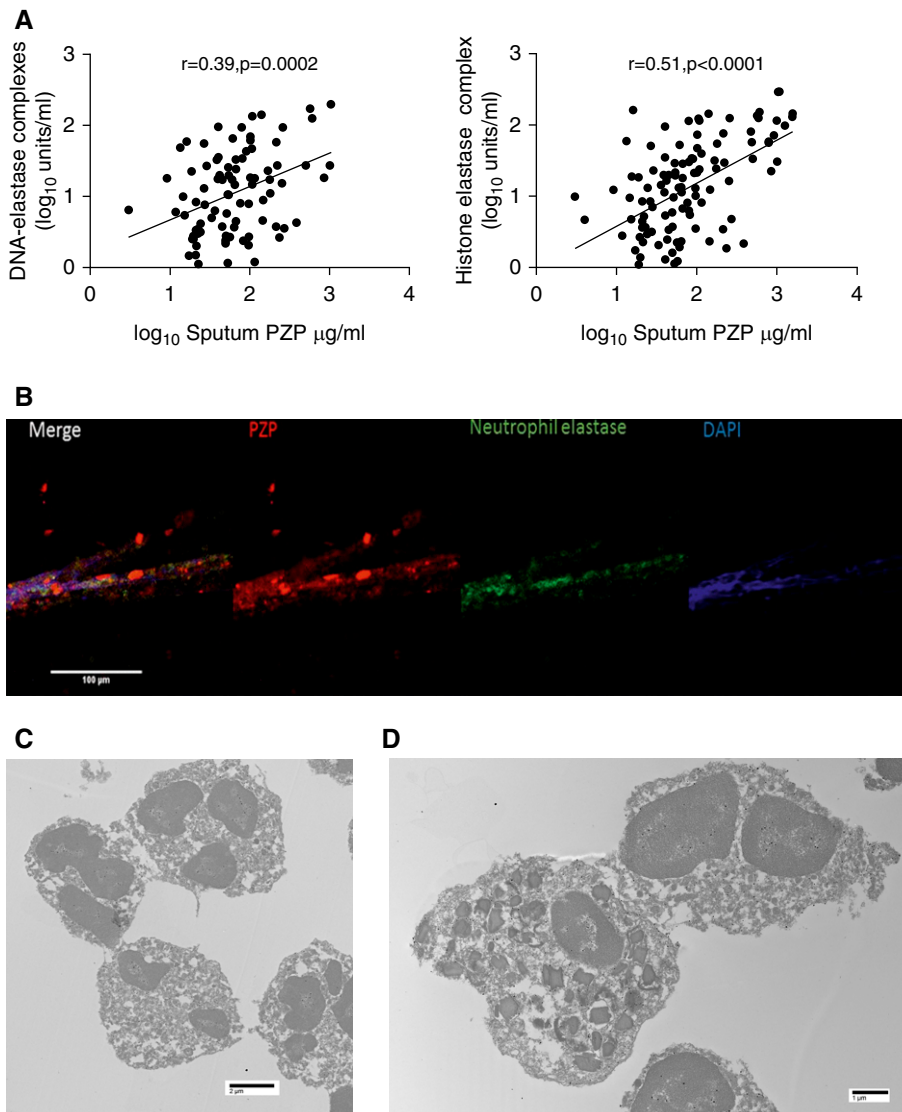 A
r=0.39,p=0.0002
DNA-elastase complexes
(log10 units/ml)
3
2
1
0
0 1 2 3 4
log10 Sputum PZP μg/ml
r=0.51,p<0.0001
Histone elastase complex
(log10 units/ml)
3
2
1
0
0 1 2 3 4
log10 Sputum PZP μg/ml
B
Merge PZP Neutrophil elastase DAPI
100 μm
C
2 μm
D
1 μm